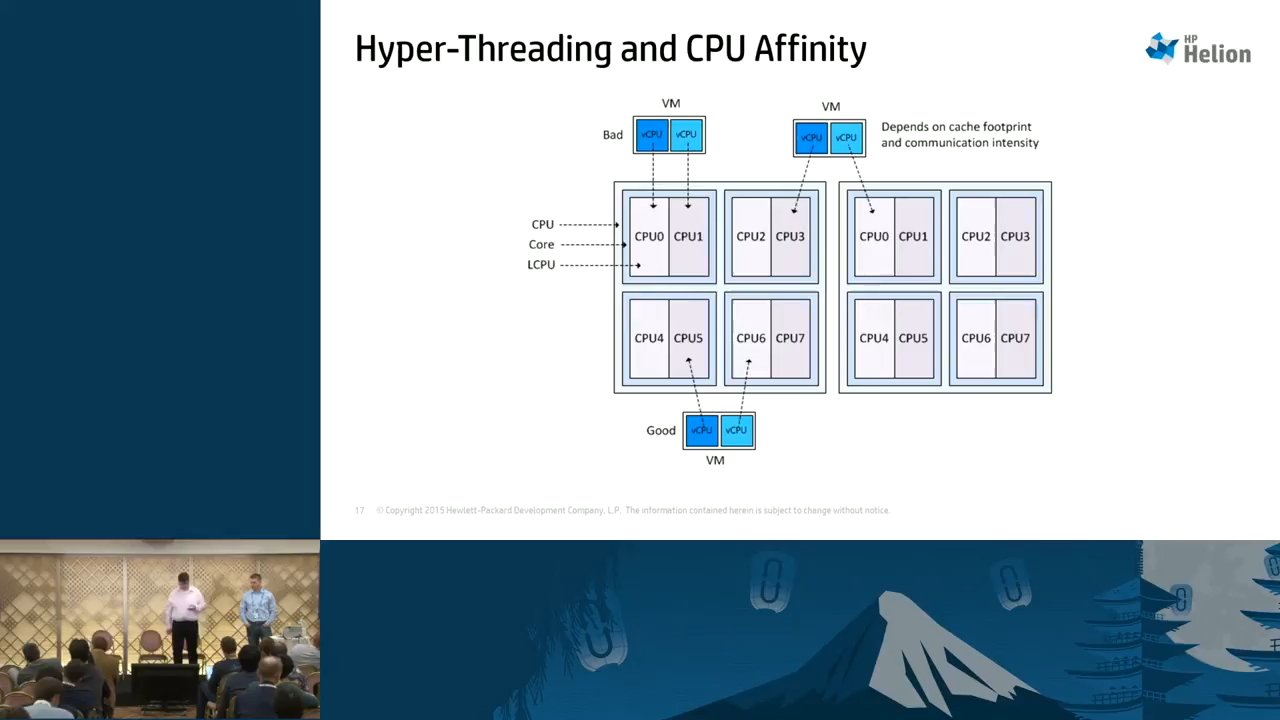 Hyper-Threading and CPU Affinity
HP
Helion
VM
VM
Bad
vCPU vCPU
vCPU vCPU
Depends on cache footprint
and communication intensity
CPU
Core
LCPU
CPU0 CPU1 CPU2 CPU3 CPU0 CPU1 CPU2 CPU3
CPU4 CPU5 CPU6 CPU7 CPU4 CPU5 CPU6 CPU7
Good
vCPU vCPU
VM
17 © Copyright 2015 Hewlett-Packard Development Company, L.P. The information contained herein is subject to change without notice.